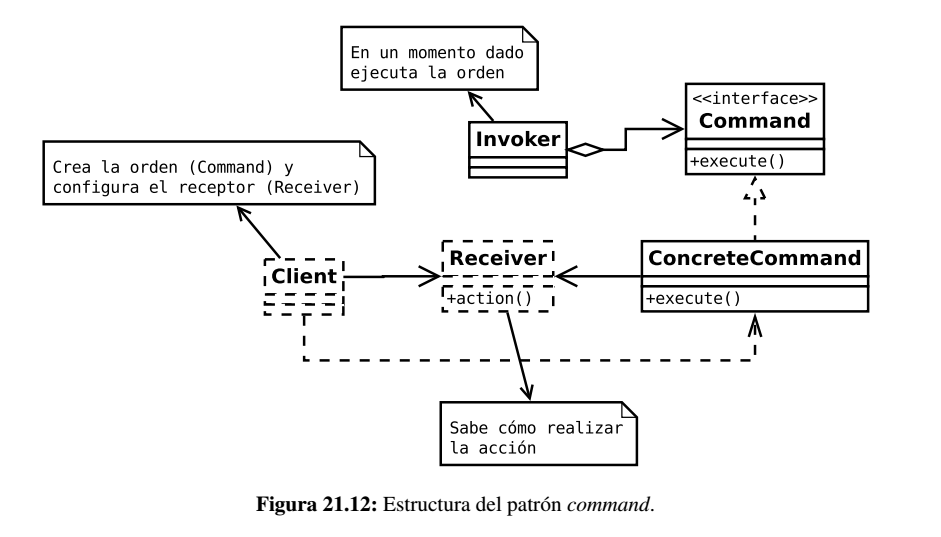 En un momento dado
ejecuta la orden
<<interface>>
Command
+execute()
Invoker
Crea la orden (Command) y
configura el receptor (Receiver)
Client
Receiver
+action()
ConcreteCommand
+execute()
Sabe cómo realizar
la acción
Figura 21.12: Estructura del patrón command.